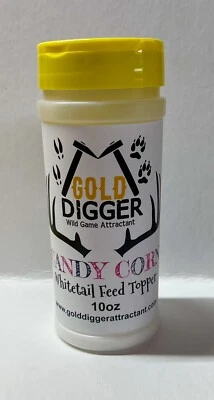 GOLD
DIGGER
Wild Game Attractant
ANDY CORN
Whitetail Feed Topper
10oz
www.golddiggerattractant.com